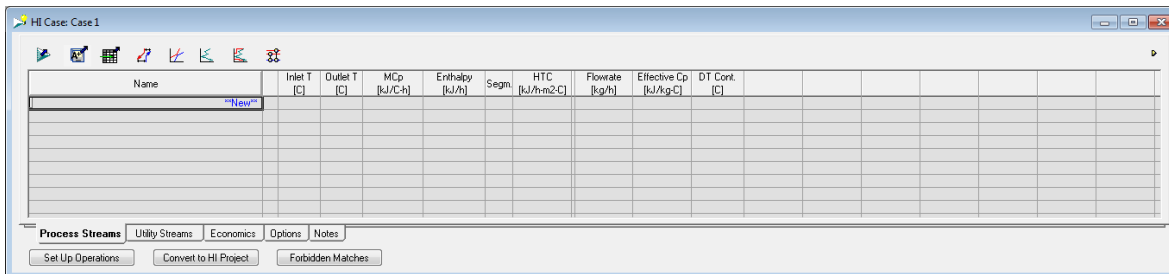 HI Case: Case 1
Name Inlet T [C] Outlet T [C] MCp [kJ/C-h] Enthalpy [kJ/h] Segm. HTC [kJ/h-m2-C] Flowrate [kg/h] Effective Cp [kJ/kg-C] DT Cont. [C]
**New**
Process Streams Utility Streams Economics Options Notes
Set Up Operations Convert to HI Project Forbidden Matches